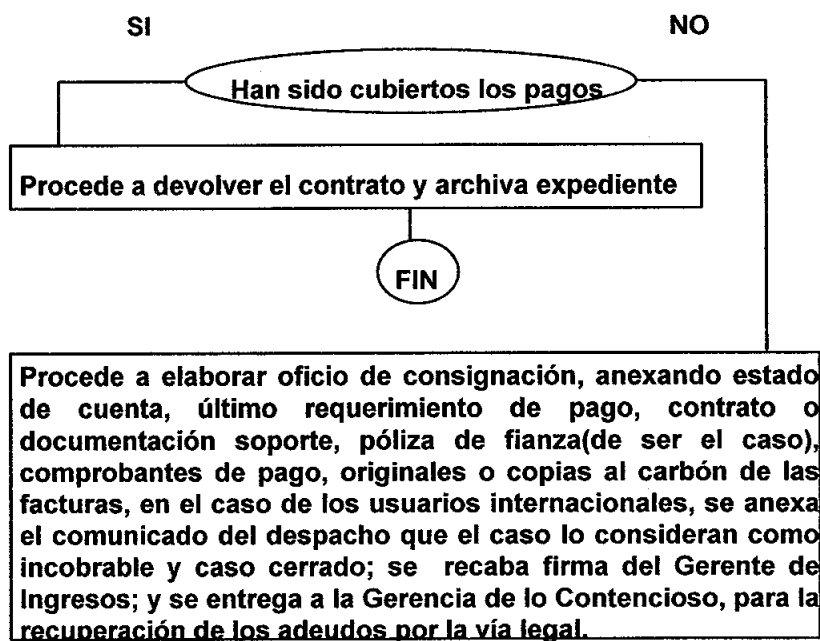 SI NO
Han sido cubiertos los pagos
Procede a devolver el contrato y archiva expediente
FIN
Procede a elaborar oficio de consignación, anexando estado
de cuenta, último requerimiento de pago, contrato o
documentación soporte, póliza de fianza(de ser el caso),
comprobantes de pago, originales o copias al carbón de las
facturas, en el caso de los usuarios internacionales, se anexa
el comunicado del despacho que el caso lo consideran como
incobrable y caso cerrado; se recaba firma del Gerente de
Ingresos; y se entrega a la Gerencia de lo Contencioso, para la
recuperación de los adeudos por la vía legal.